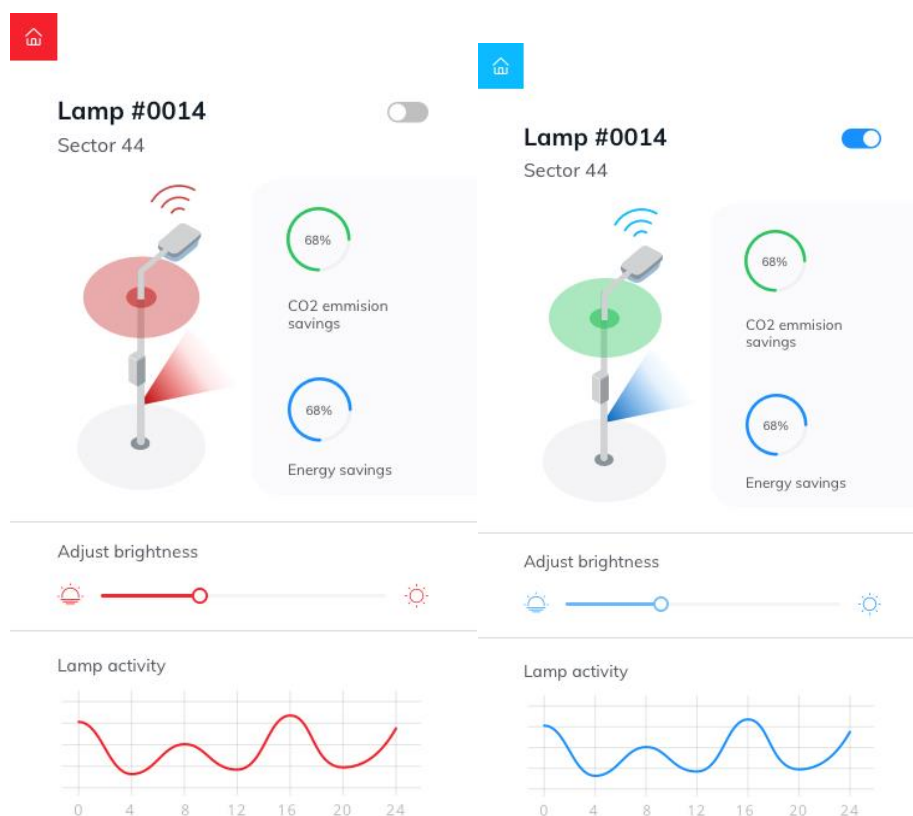 Lamp #0014
Sector 44
68%
CO2 emmision
savings
68%
Energy savings
Adjust brightness
Lamp activity
0 4 8 12 16 20 24
Lamp #0014
Sector 44
68%
CO2 emmision
savings
68%
Energy savings
Adjust brightness
Lamp activity
0 4 8 12 16 20 24